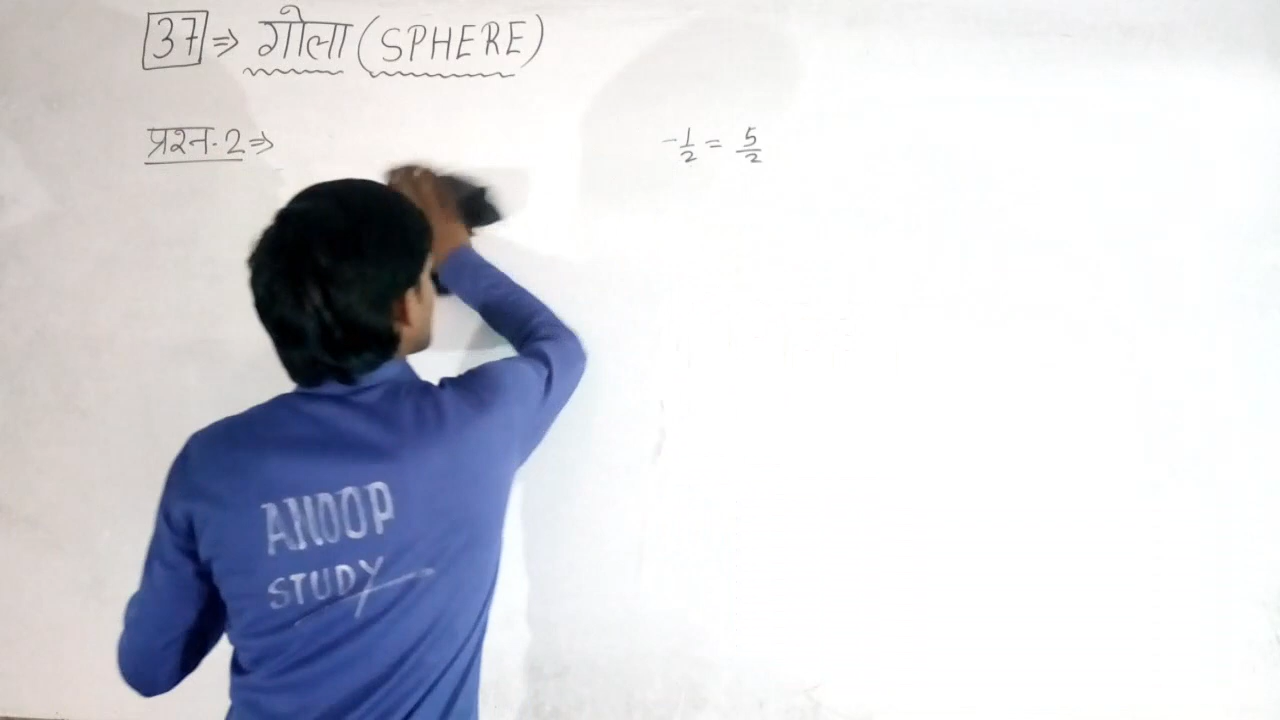 37 ⇒ गोला (SPHERE)
प्रश्न.2 ⇒
-1/2 = 5/2
ANOOP
STUDY